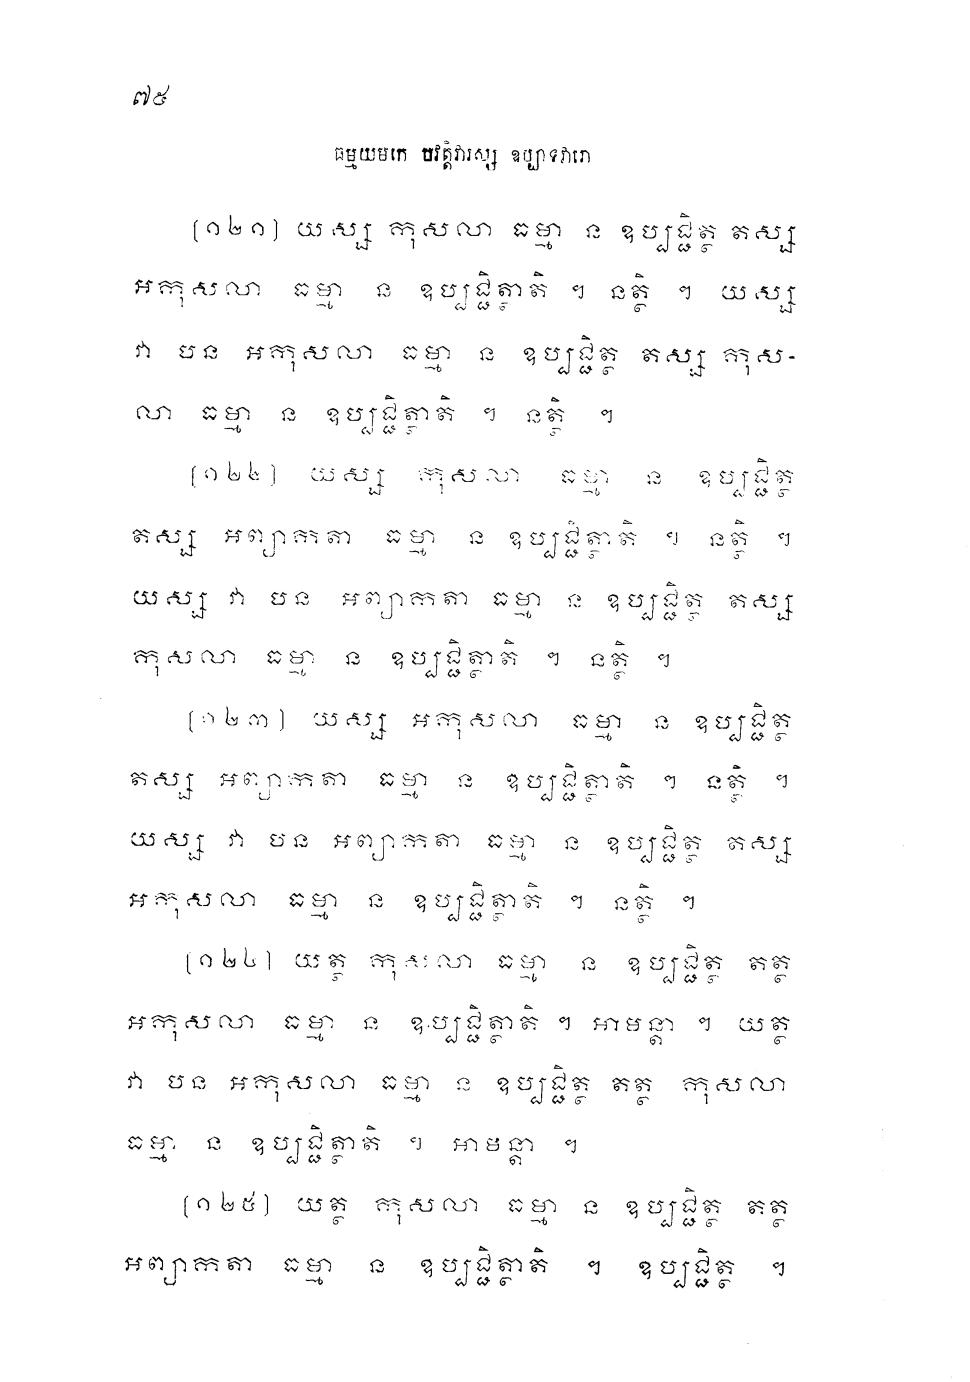 ៧៥
ធម្មយមកេ បវត្តិវារស្ស ឧប្បាទវារោ
(១២១) យស្ស កុសលា ធម្មា ន ឧប្បជ្ជិត្ថ តស្ស
អកុសលា ធម្មា ន ឧប្បជ្ជិត្ថាតិ ។ នត្ថិ ។ យស្ស
វា បន អកុសលា ធម្មា ន ឧប្បជ្ជិត្ថ តស្ស កុស-
លា ធម្មា ន ឧប្បជ្ជិត្ថាតិ ។ នត្ថិ ។
(១២២) យស្ស កុសលា ធម្មា ន ឧប្បជ្ជិត្ថ
តស្ស អព្យាកតា ធម្មា ន ឧប្បជ្ជិត្ថាតិ ។ នត្ថិ ។
យស្ស វា បន អព្យាកតា ធម្មា ន ឧប្បជ្ជិត្ថ តស្ស
កុសលា ធម្មា ន ឧប្បជ្ជិត្ថាតិ ។ នត្ថិ ។
(១២៣) យស្ស អកុសលា ធម្មា ន ឧប្បជ្ជិត្ថ
តស្ស អព្យាកតា ធម្មា ន ឧប្បជ្ជិត្ថាតិ ។ នត្ថិ ។
យស្ស វា បន អព្យាកតា ធម្មា ន ឧប្បជ្ជិត្ថ តស្ស
អកុសលា ធម្មា ន ឧប្បជ្ជិត្ថាតិ ។ នត្ថិ ។
(១២៤) យត្ថ កុសលា ធម្មា ន ឧប្បជ្ជិត្ថ តត្ថ
អកុសលា ធម្មា ន ឧប្បជ្ជិត្ថាតិ ។ អាមន្តា ។ យត្ថ
វា បន អកុសលា ធម្មា ន ឧប្បជ្ជិត្ថ តត្ថ កុសលា
ធម្មា ន ឧប្បជ្ជិត្ថាតិ ។ អាមន្តា ។
(១២៥) យត្ថ កុសលា ធម្មា ន ឧប្បជ្ជិត្ថ តត្ថ
អព្យាកតា ធម្មា ន ឧប្បជ្ជិត្ថាតិ ។ ឧប្បជ្ជិត្ថ ។